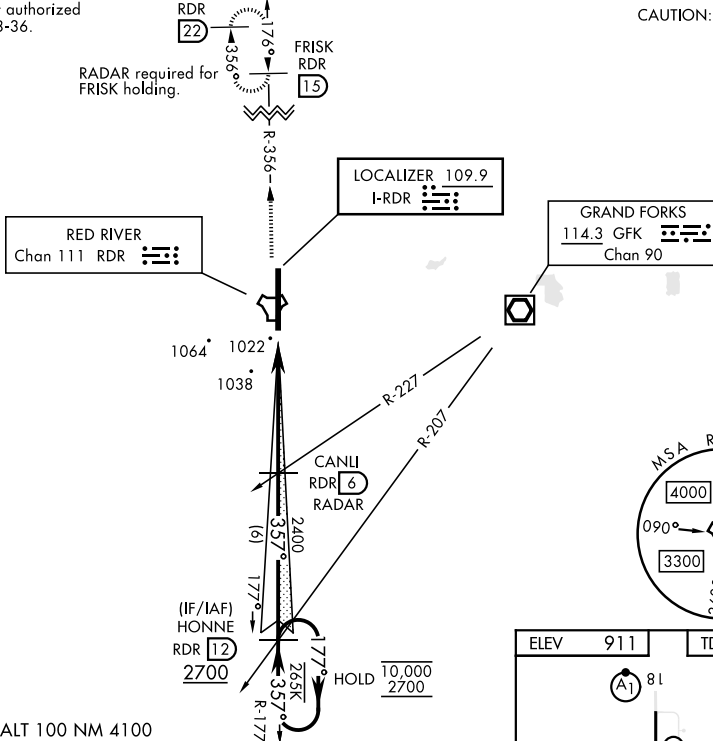 authorized
-36.
CAUTION:
RDR
22
176°
356°
FRISK
RDR
15
RADAR required for
FRISK holding.
R-356
LOCALIZER 109.9
I-RDR
RED RIVER
Chan 111 RDR
GRAND FORKS
114.3 GFK
Chan 90
1064
1022
1038
R-227
R-207
CANLI
RDR 6
RADAR
2400
357°
(6)
177°
MSA R
4000
090°
3300
(IF/IAF)
HONNE
RDR 12
2700
177°
265K
357°
R-177
HOLD 10,000
2700
ELEV 911
TD
A1
18
ALT 100 NM 4100